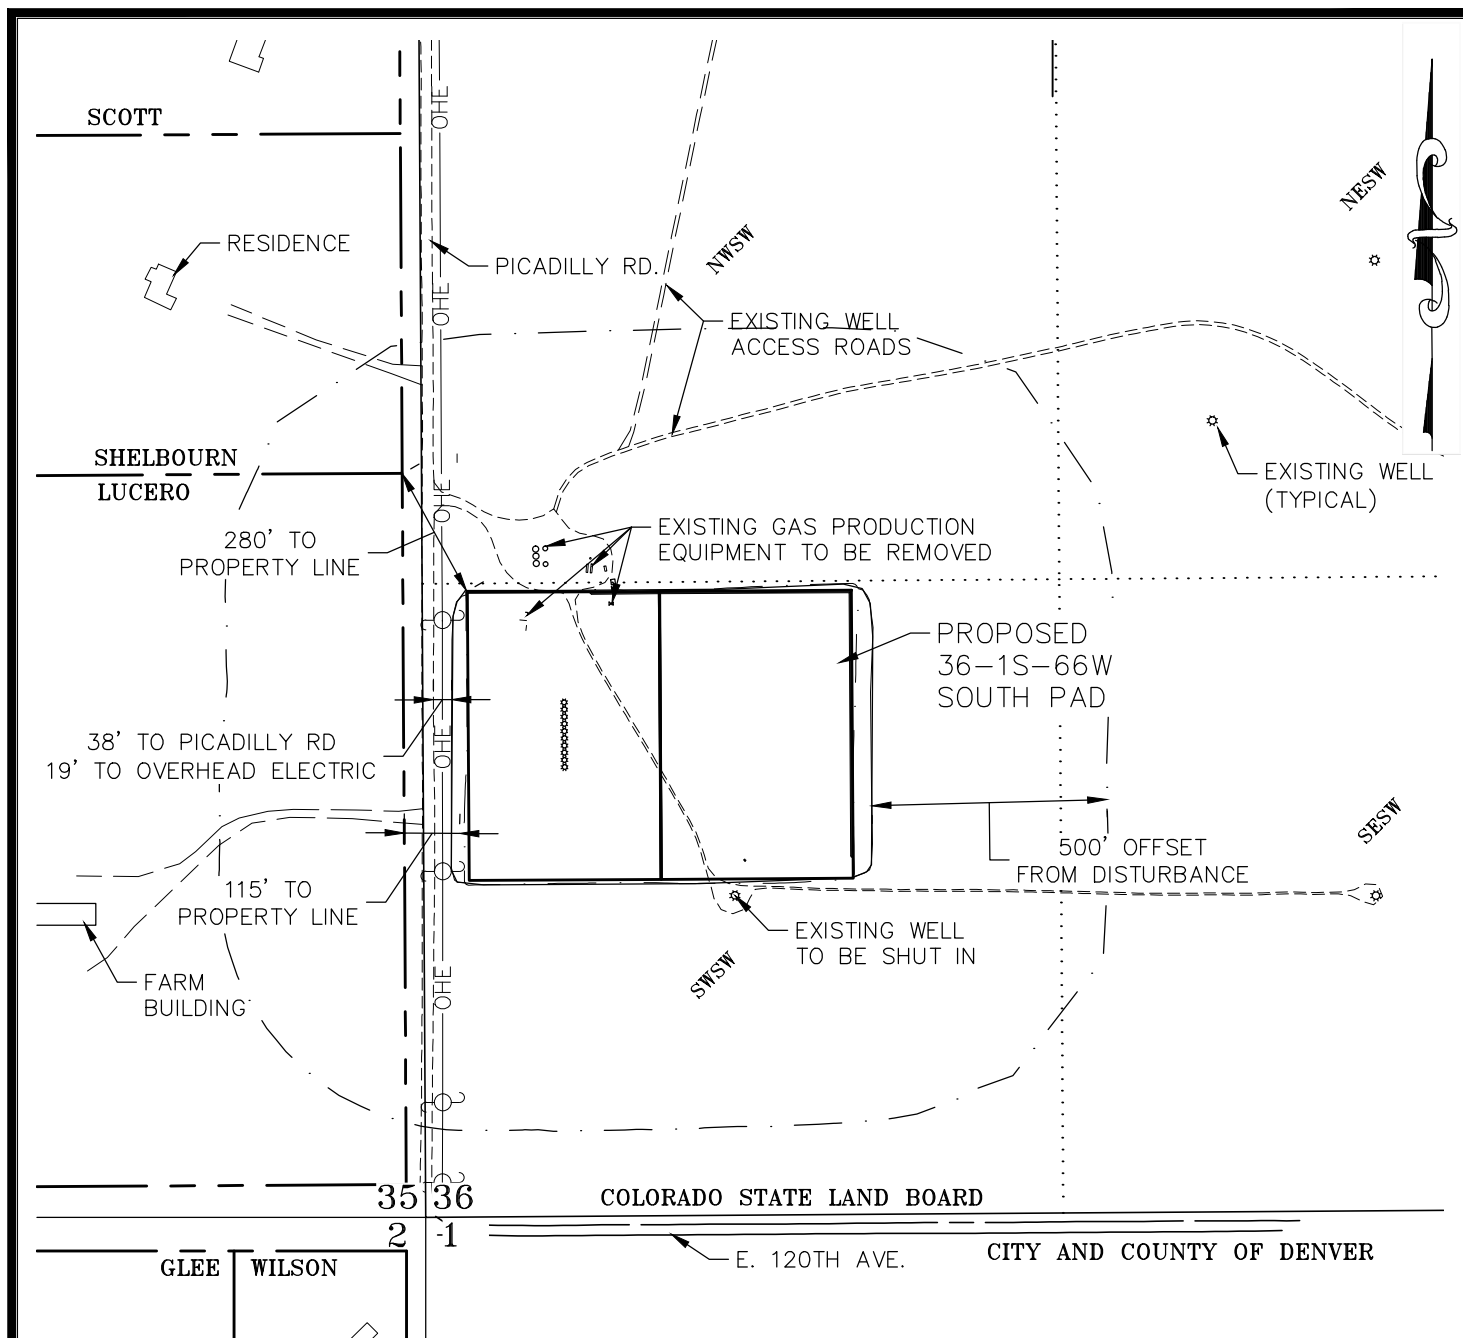 SCOTT
OHE
NESW
RESIDENCE
PICADILLY RD.
NWSW
OHE
EXISTING WELL
ACCESS ROADS
SHELBOURN
LUCERO
OHE
EXISTING WELL
(TYPICAL)
280' TO
PROPERTY LINE
EXISTING GAS PRODUCTION
EQUIPMENT TO BE REMOVED
PROPOSED
36-1S-66W
SOUTH PAD
38' TO PICADILLY RD
19' TO OVERHEAD ELECTRIC
OHE
SESW
500' OFFSET
FROM DISTURBANCE
115' TO
PROPERTY LINE
EXISTING WELL
TO BE SHUT IN
SWSW
FARM
BUILDING
OHE
35 36
COLORADO STATE LAND BOARD
2 1
E. 120TH AVE.
CITY AND COUNTY OF DENVER
GLEE WILSON